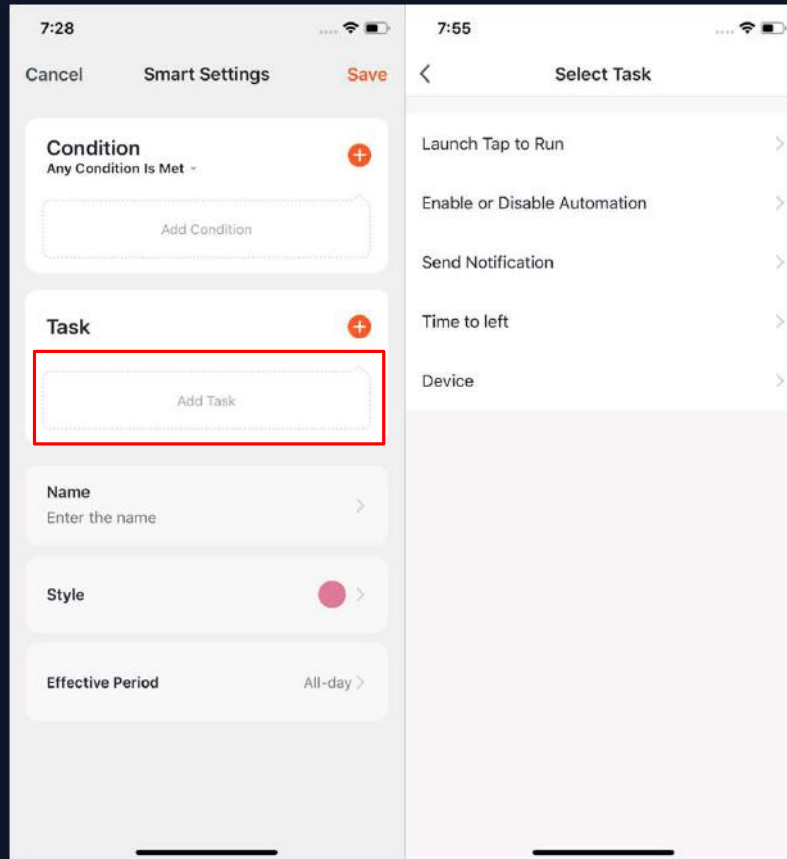 7:28
Cancel
Smart Settings
Save
Condition
Any Condition Is Met
Add Condition
Task
Add Task
Name
Enter the name
Style
Effective Period
All-day
7:55
Select Task
Launch Tap to Run
Enable or Disable Automation
Send Notification
Time to left
Device